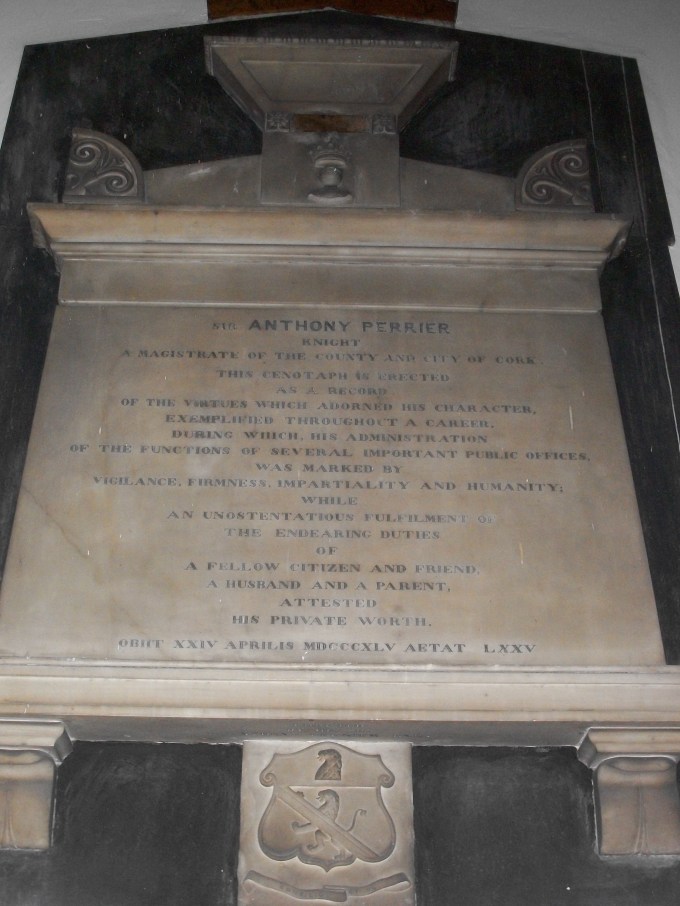 SIR ANTHONY PERRIER
KNIGHT
A MAGISTRATE OF THE COUNTY AND CITY OF CORK.
THIS CENOTAPH IS ERECTED
AS A RECORD
OF THE VIRTUES WHICH ADORNED HIS CHARACTER,
EXEMPLIFIED THROUGHOUT A CAREER,
DURING WHICH, HIS ADMINISTRATION
OF THE FUNCTIONS OF SEVERAL IMPORTANT PUBLIC OFFICES,
WAS MARKED BY
VIGILANCE, FIRMNESS, IMPARTIALITY AND HUMANITY;
WHILE
AN UNOSTENTATIOUS FULFILMENT OF
THE ENDEARING DUTIES
OF
A FELLOW CITIZEN AND FRIEND,
A HUSBAND AND A PARENT,
ATTESTED
HIS PRIVATE WORTH.
OBIIT XXIV APRILIS MDCCCXLV AETAT LXXV